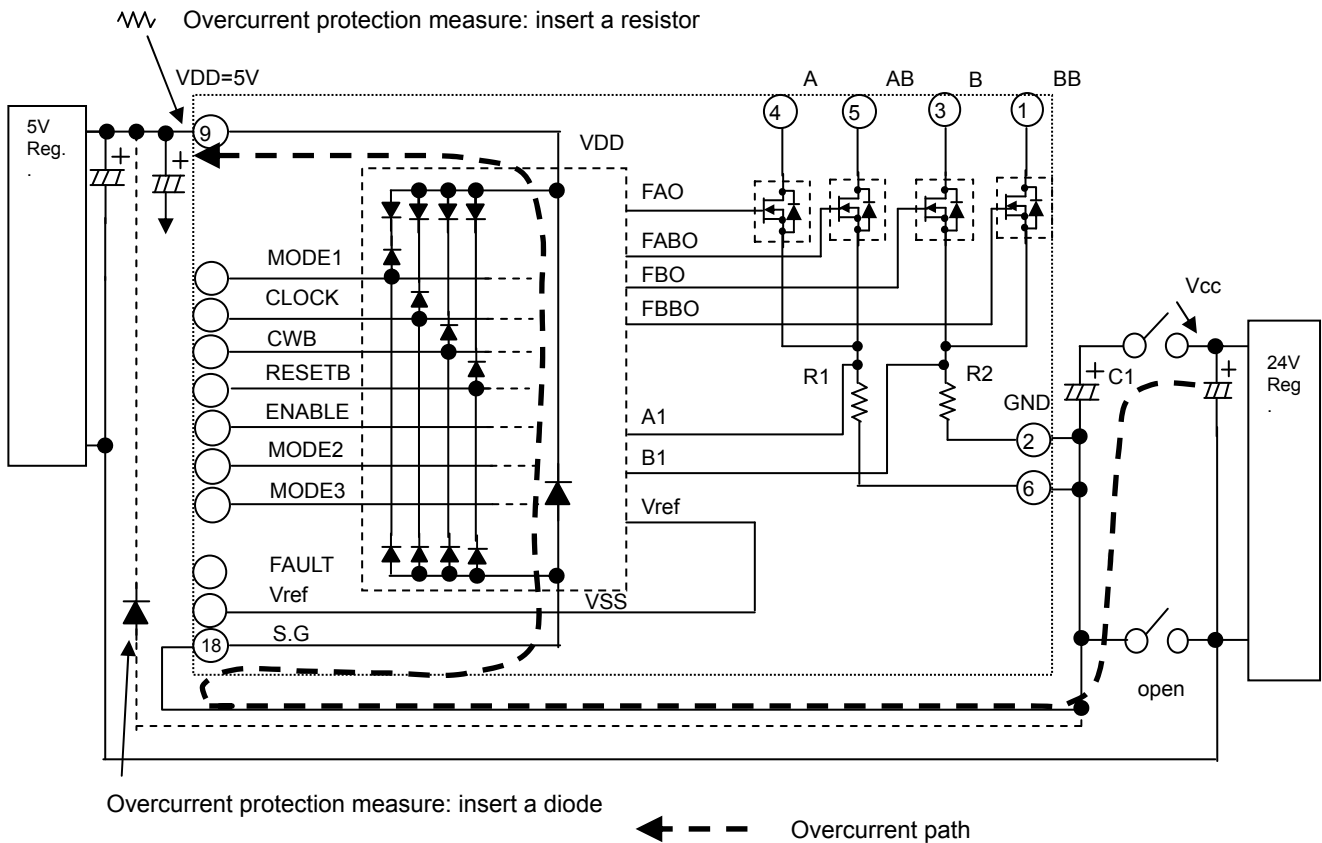 Overcurrent protection measure: insert a resistor
VDD=5V
A
AB
B
BB
5V
Reg.
.
+
+
9
4
5
3
1
VDD
FAO
FABO
FBO
FBBO
MODE1
CLOCK
CWB
RESETB
ENABLE
MODE2
MODE3
FAULT
Vref
S.G
18
VSS
A1
B1
Vref
R1
R2
GND
2
6
Vcc
+
C1
+
24V
Reg
.
open
Overcurrent protection measure: insert a diode
Overcurrent path